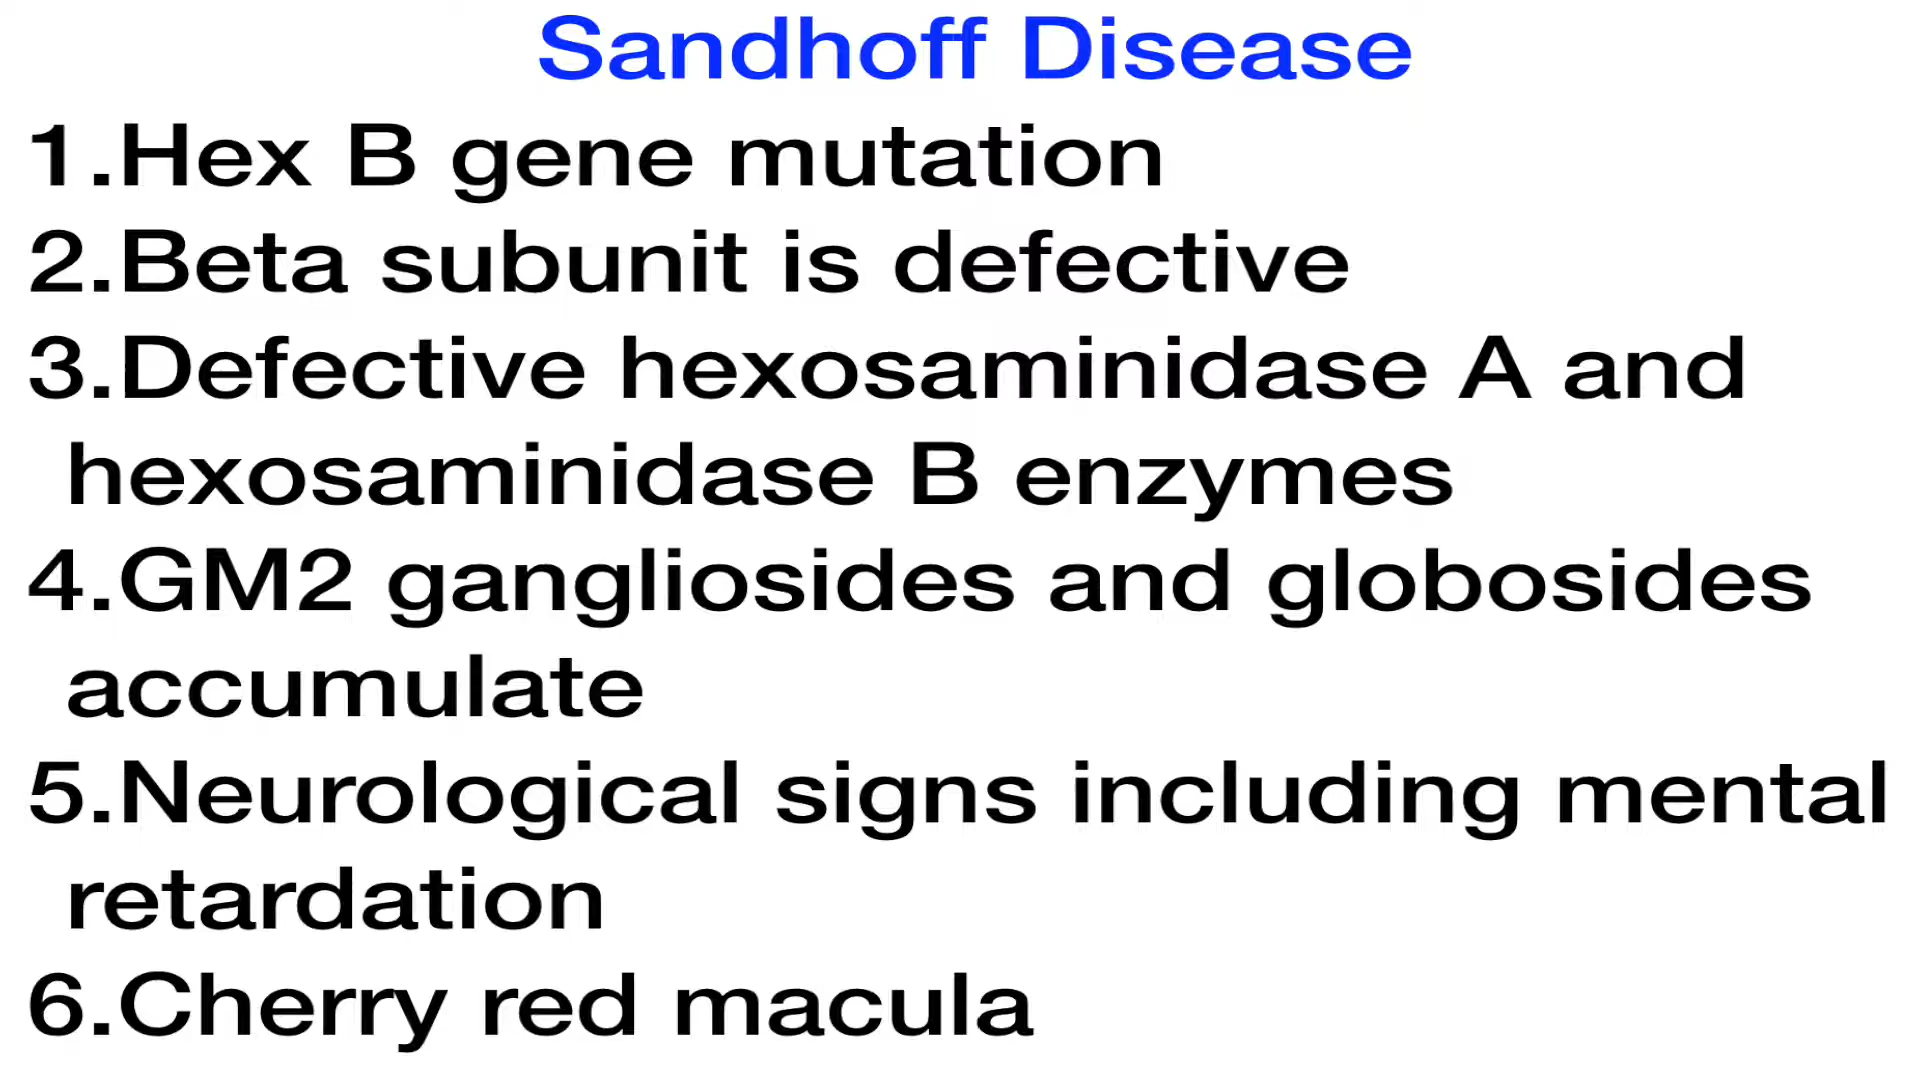 Sandhoff Disease
1.Hex B gene mutation
2.Beta subunit is defective
3.Defective hexosaminidase A and
hexosaminidase B enzymes
4.GM2 gangliosides and globosides
accumulate
5.Neurological signs including mental
retardation
6.Cherry red macula